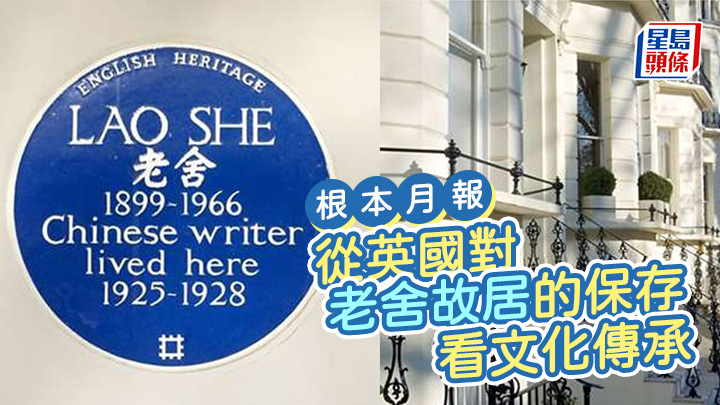 ENGLISH HERITAGE
LAO SHE
老舍
1899-1966
Chinese writer
lived here
1925-1928
星島
頭條
根本月報
從英國對
老舍故居的保存
看文化傳承